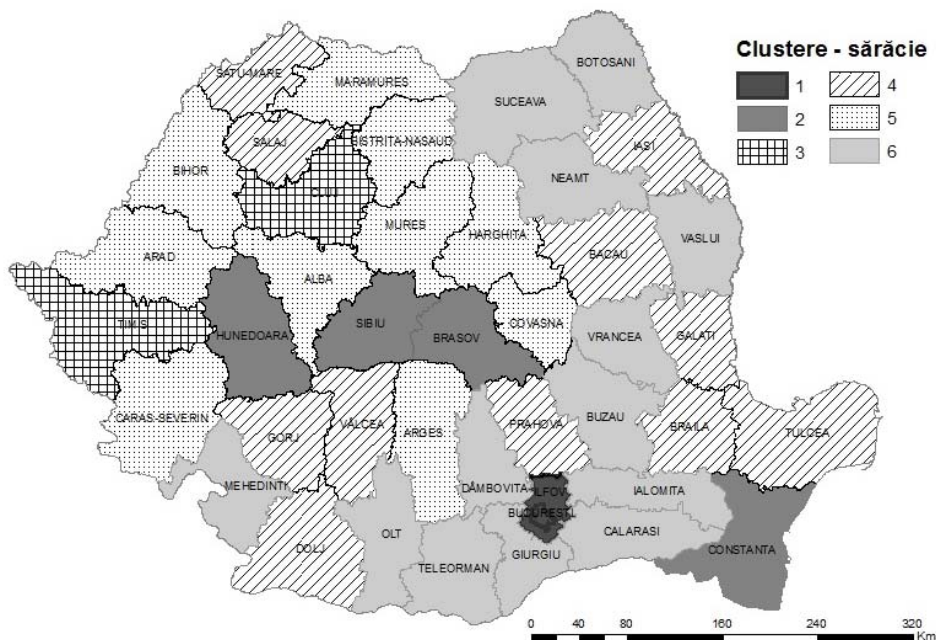 Clustere - sărăcie
1
4
2
5
3
6
BOTOSANI
SATU-MARE
MARAMURES
SUCEAVA
SALAJ
BISTRITA-NASAUD
IASI
BIHOR
NEAMT
CLUJ
MURES
HARGHITA
VASLUI
BACAU
ARAD
ALBA
TIMIS
HUNEDOARA
SIBIU
BRASOV
COVASNA
VRANCEA
GALATI
CARAS-SEVERIN
GORJ
VÂLCEA
ARGES
PRAHOVA
BUZAU
BRAILA
TULCEA
MEHEDINTI
DÂMBOVITA
ILFOV
IALOMITA
BUCURESTI
DOLJ
OLT
CALARASI
GIURGIU
CONSTANTA
TELEORMAN
0 40 80 160 240 320
Km